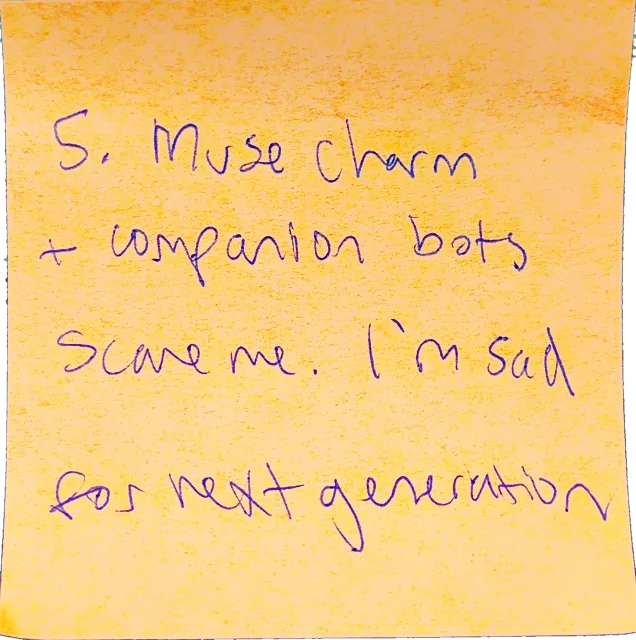 5. Muse charm
+ companion bots
scare me. I'm sad
for next generation